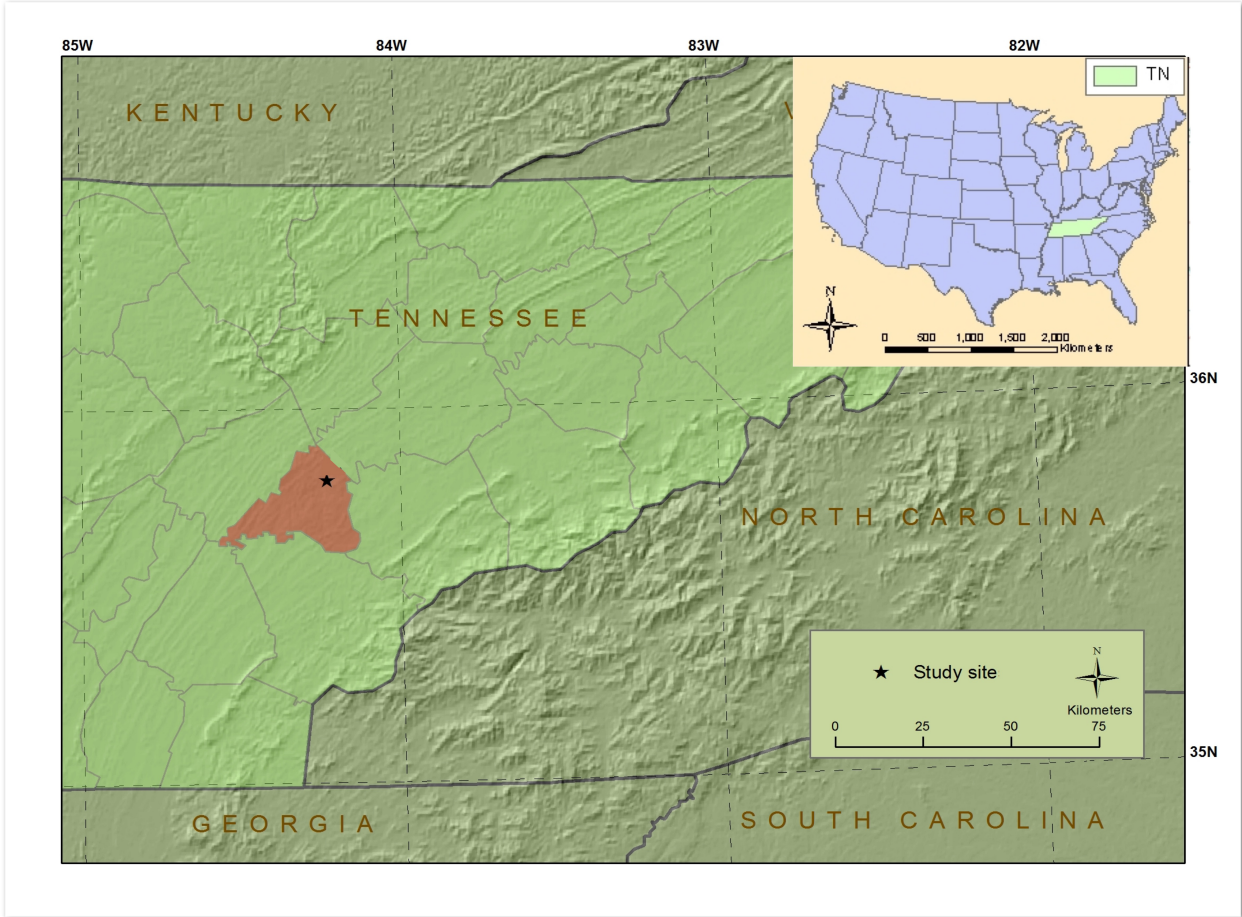 85W 84W 83W 82W
TN
KENTUCKY
V
N
TENNESSEE
0 500 1,000 1,500 2,000
Kilometers
36N
NORTH CAROLINA
N
Study site
Kilometers
0 25 50 75
35N
GEORGIA
SOUTH CAROLINA